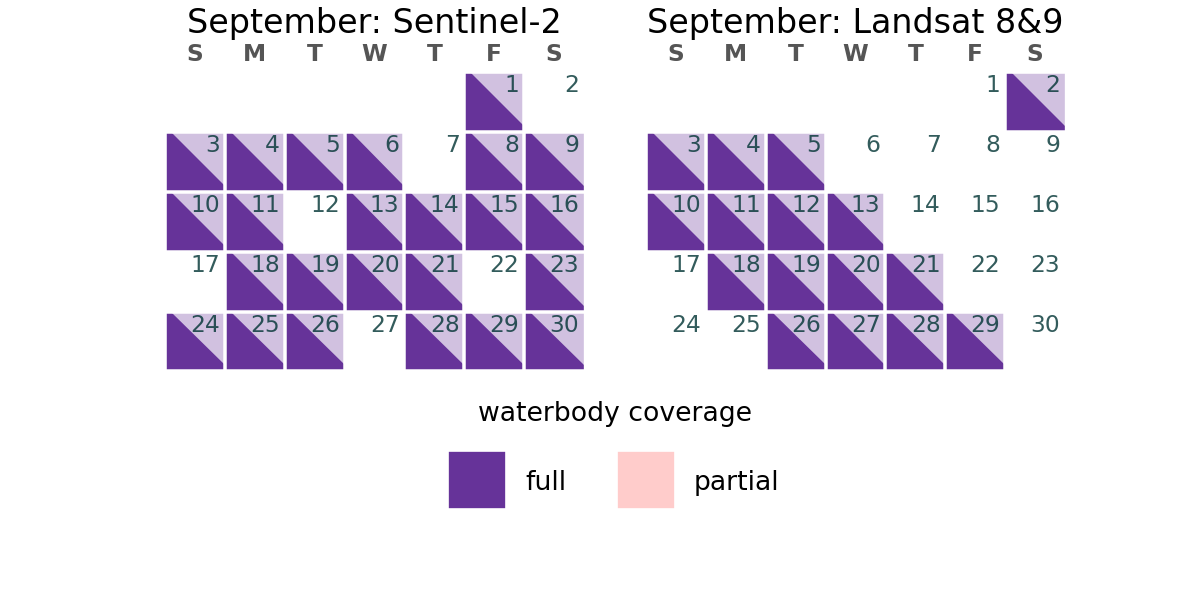 September: Sentinel-2
S M T W T F S
1 2
3 4 5 6 7 8 9
10 11 12 13 14 15 16
17 18 19 20 21 22 23
24 25 26 27 28 29 30
September: Landsat 8&9
S M T W T F S
1 2
3 4 5 6 7 8 9
10 11 12 13 14 15 16
17 18 19 20 21 22 23
24 25 26 27 28 29 30
waterbody coverage
full partial